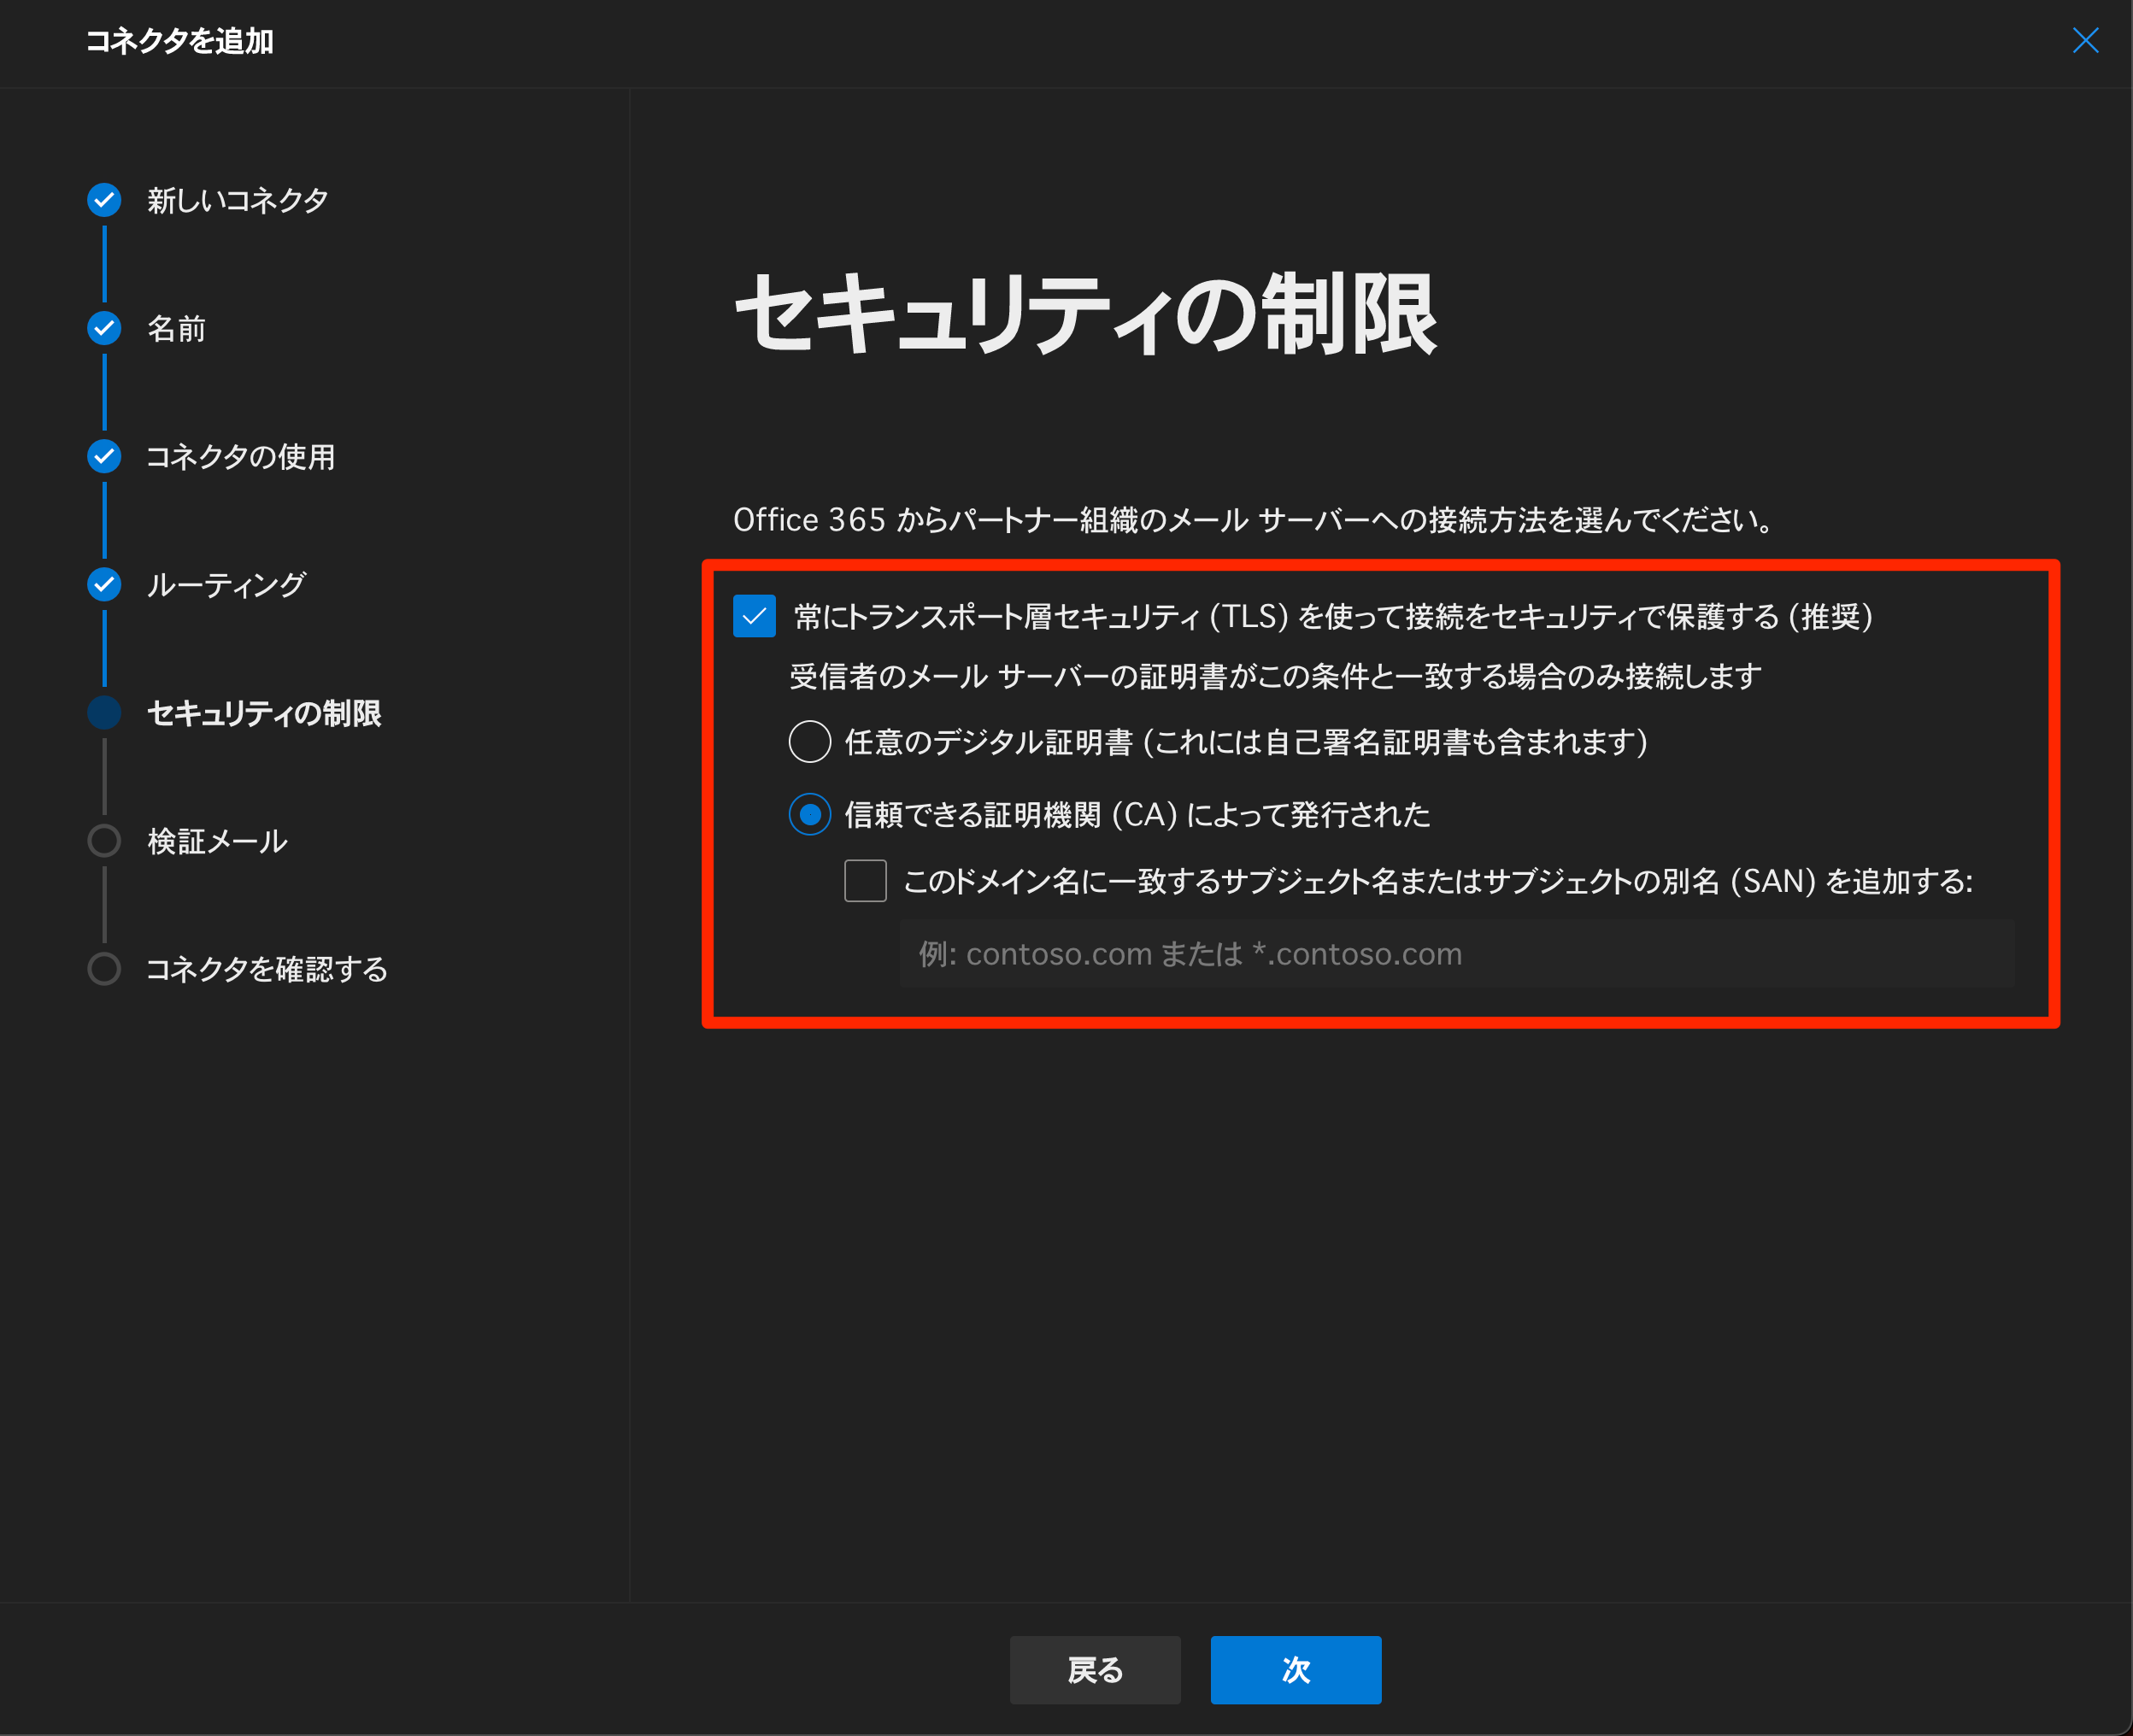 コネクタを追加
新しいコネクタ
名前
コネクタの使用
ルーティング
セキュリティの制限
検証メール
コネクタを確認する
セキュリティの制限
Office 365 からパートナー組織のメール サーバーへの接続方法を選んでください。
常にトランスポート層セキュリティ (TLS) を使って接続をセキュリティで保護する (推奨)
受信者のメール サーバーの証明書がこの条件と一致する場合のみ接続します
任意のデジタル証明書 (これには自己署名証明書も含まれます)
信頼できる証明機関 (CA) によって発行された
このドメイン名に一致するサブジェクト名またはサブジェクトの別名 (SAN) を追加する:
例: contoso.com または *.contoso.com
戻る
次